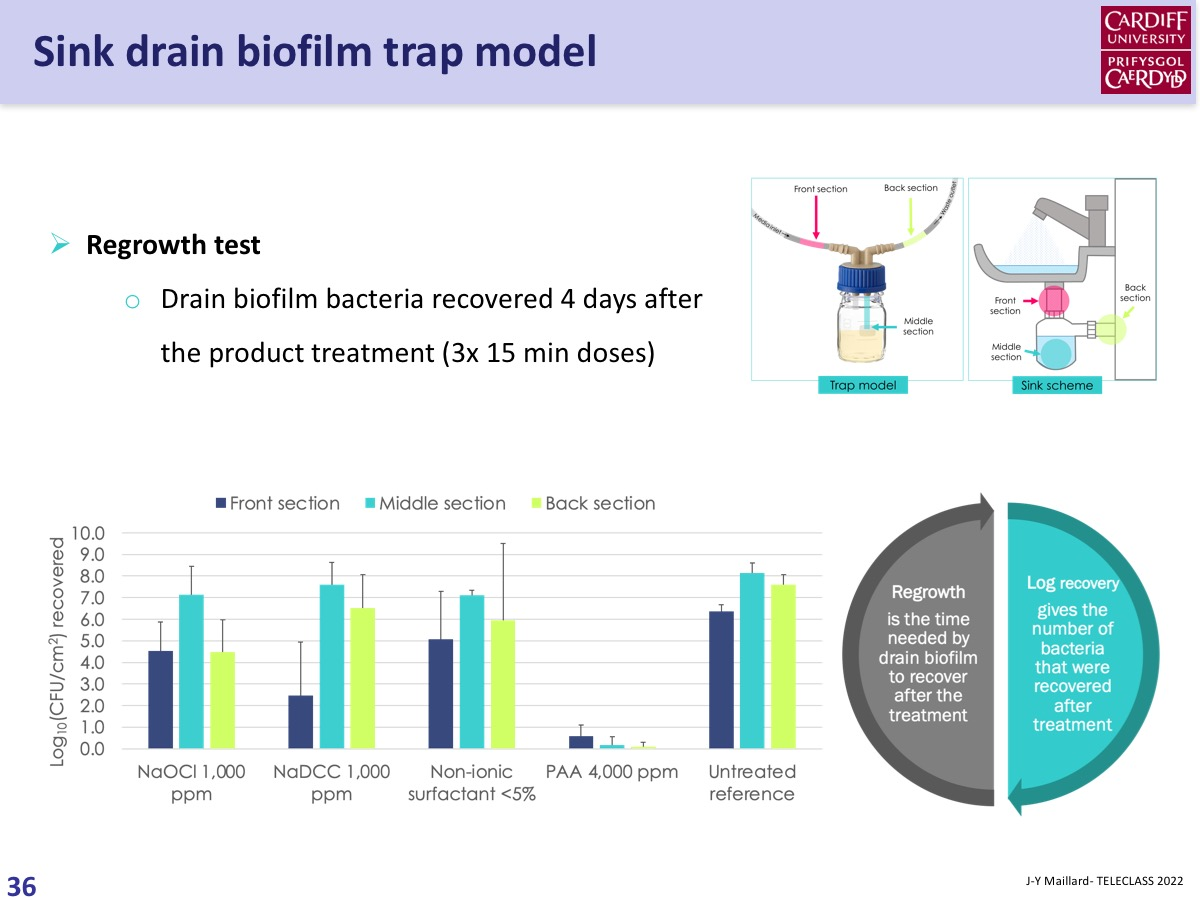 Sink drain biofilm trap model
CARDIFF
UNIVERSITY
PRIFYSGOL
CAERDYDD
Regrowth test
Drain biofilm bacteria recovered 4 days after
the product treatment (3x 15 min doses)
Front section
Back section
Media inlet
Waste outlet
Middle
section
Trap model
Front
section
Back
section
Middle
section
Sink scheme
Front section
Middle section
Back section
Log10(CFU/cm²) recovered
10.0
9.0
8.0
7.0
6.0
5.0
4.0
3.0
2.0
1.0
0.0
NaOCl 1,000
ppm
NaDCC 1,000
ppm
Non-ionic
surfactant <5%
PAA 4,000 ppm
Untreated
reference
Regrowth
is the time
needed by
drain biofilm
to recover
after the
treatment
Log recovery
gives the
number of
bacteria
that were
recovered
after
treatment
36
J-Y Maillard- TELECLASS 2022